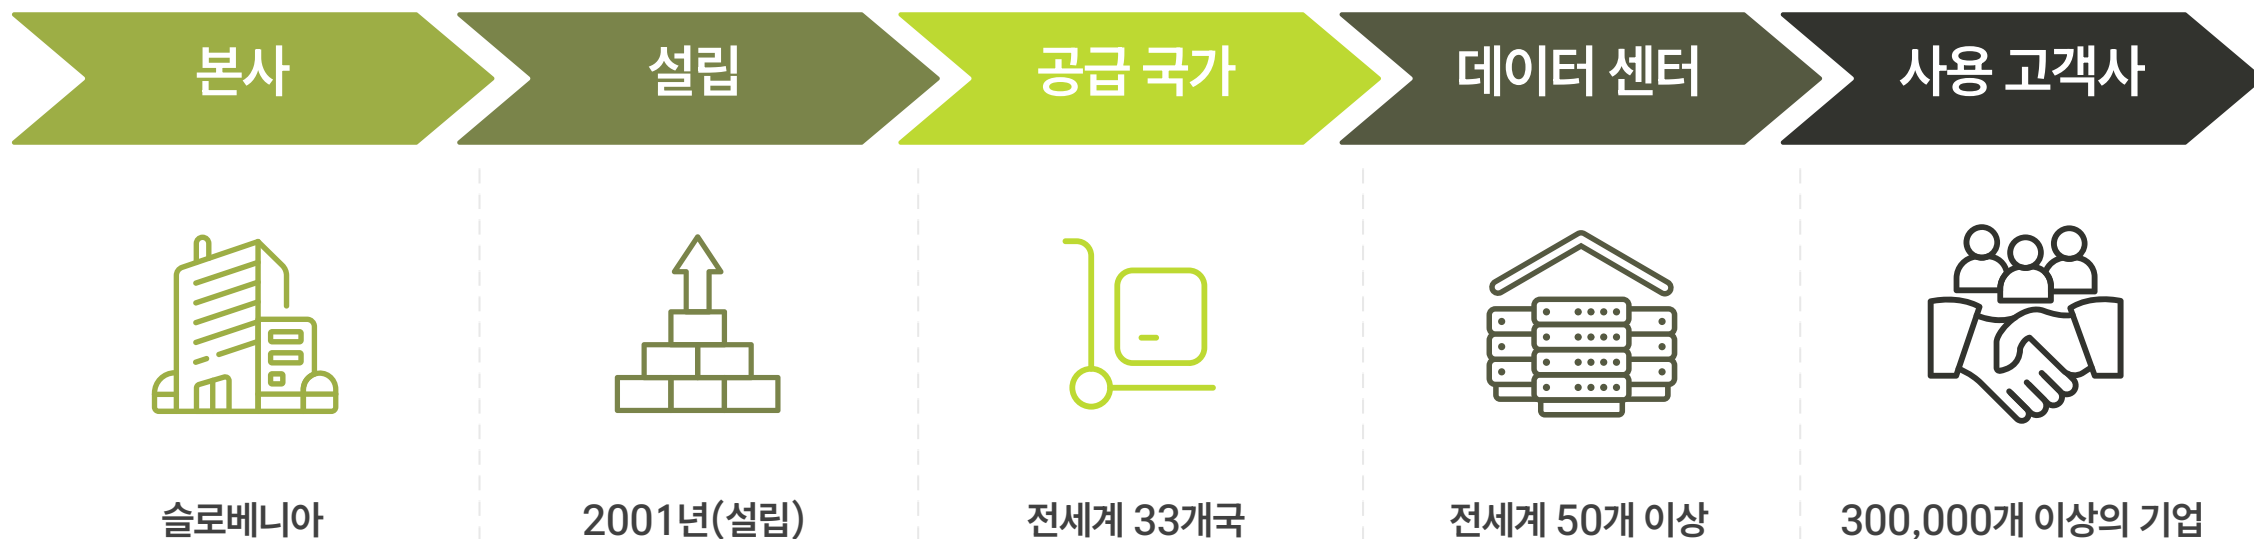 본사
설립
공급 국가
데이터 센터
사용 고객사
슬로베니아
2001년(설립)
전세계 33개국
전세계 50개 이상
300,000개 이상의 기업